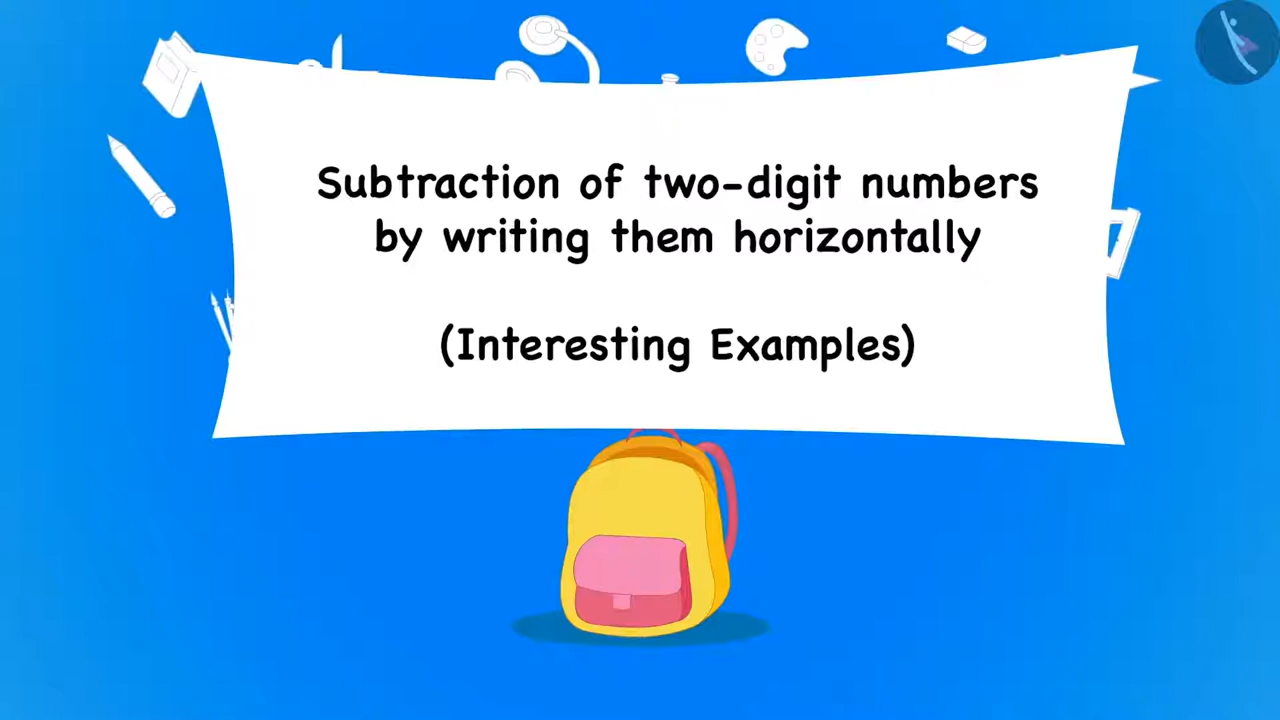 Subtraction of two-digit numbers
by writing them horizontally
(Interesting Examples)